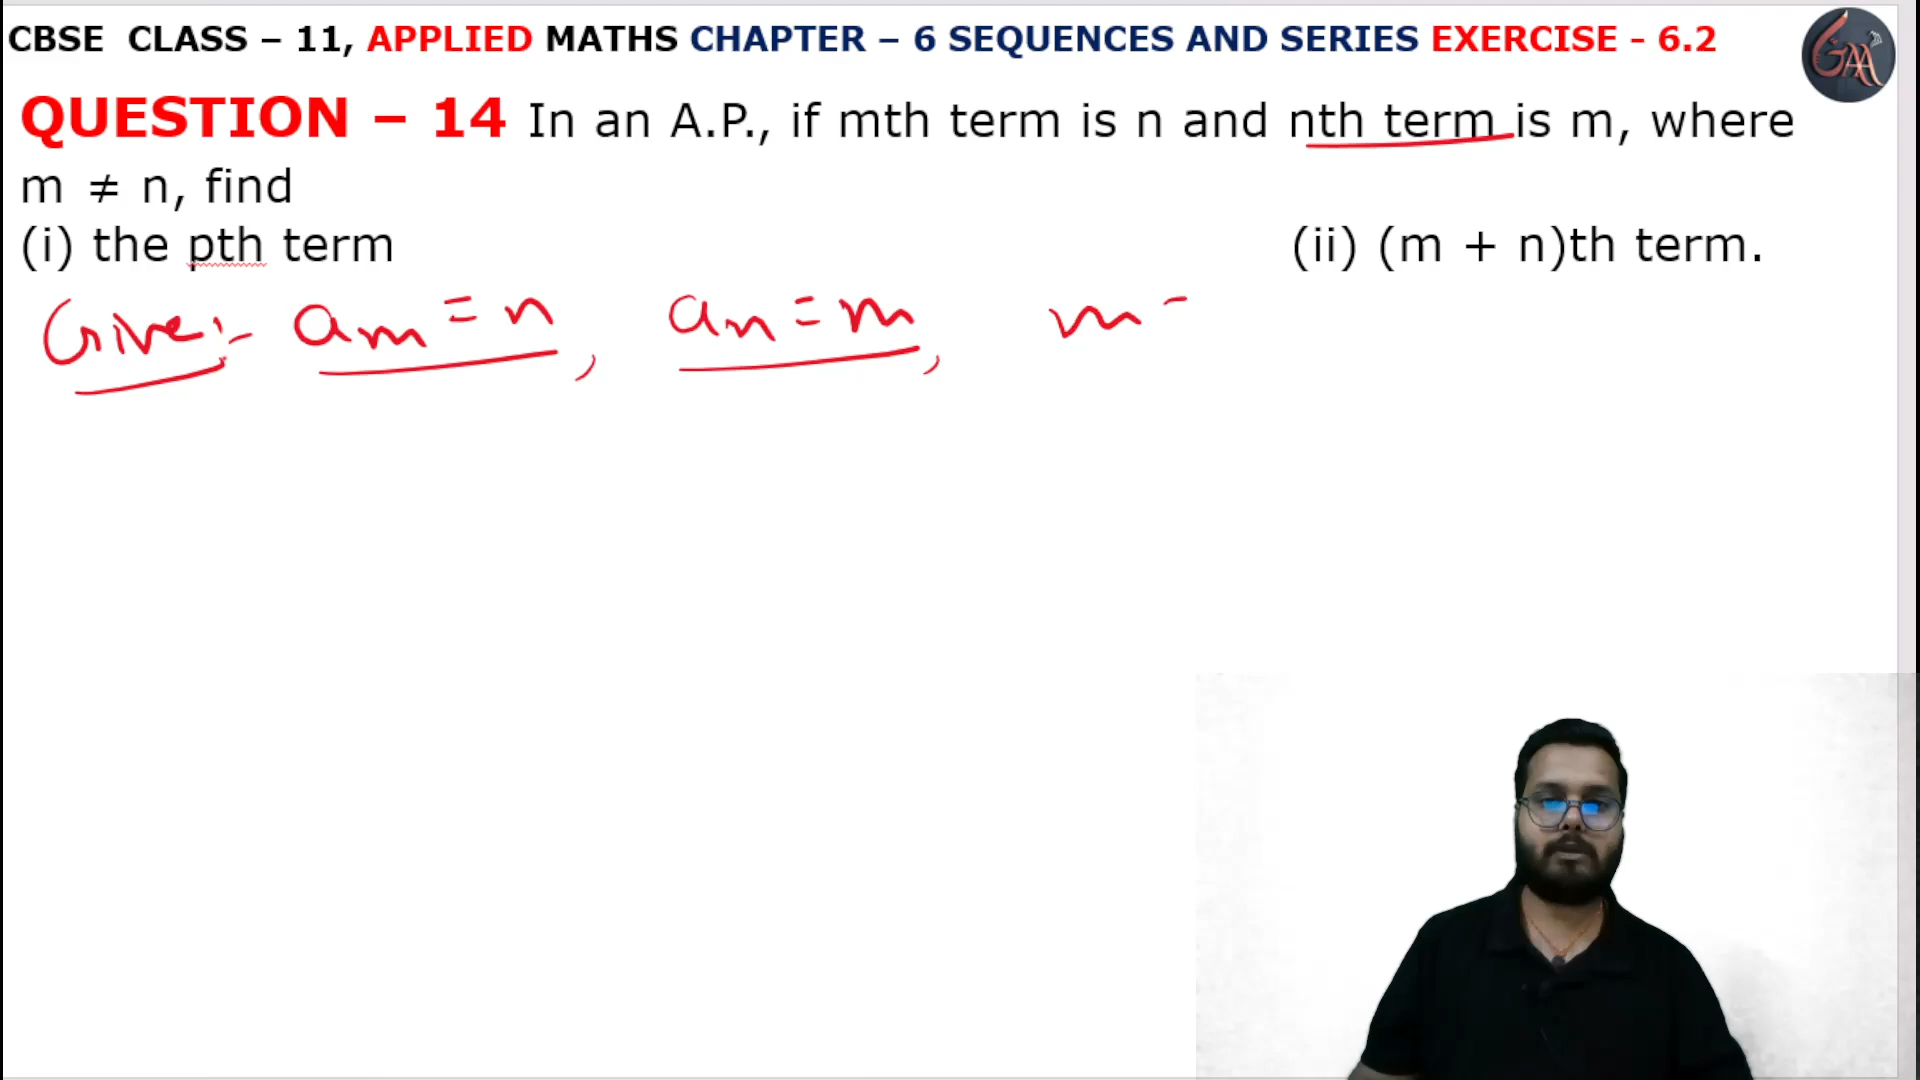 CBSE CLASS – 11, APPLIED MATHS CHAPTER – 6 SEQUENCES AND SERIES EXERCISE - 6.2
QUESTION – 14 In an A.P., if mth term is n and nth term is m, where
m ≠ n, find
(i) the pth term (ii) (m + n)th term.
Give:- am = n, an = m, m -